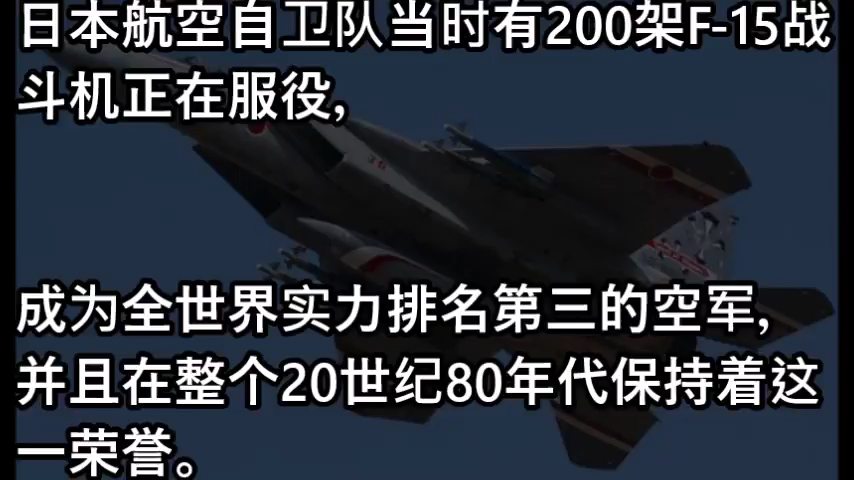 日本航空自卫队当时有200架F-15战
斗机正在服役,
成为全世界实力排名第三的空军,
并且在整个20世纪80年代保持着这
一荣誉。